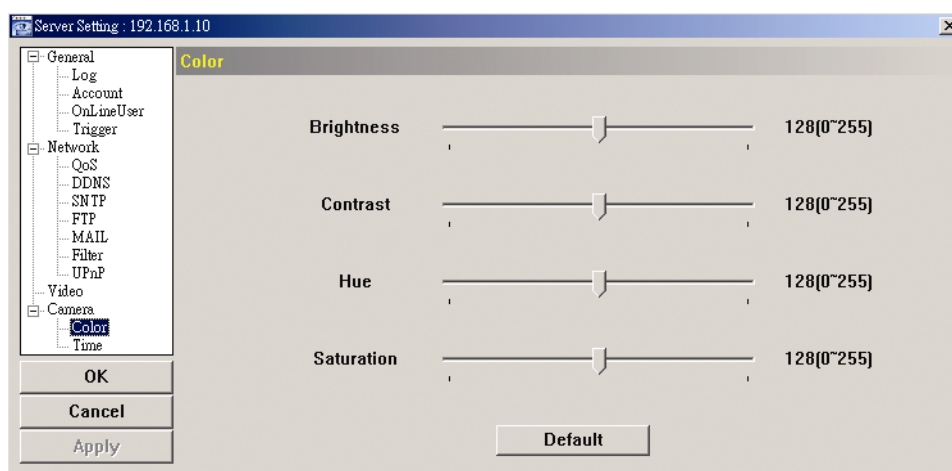 Server Setting : 192.168.1.10
General
Log
Account
OnLineUser
Trigger
Network
QoS
DDNS
SNTP
FTP
MAIL
Filter
UPnP
Video
Camera
Color
Time
OK
Cancel
Apply
Color
Brightness 128(0~255)
Contrast 128(0~255)
Hue 128(0~255)
Saturation 128(0~255)
Default